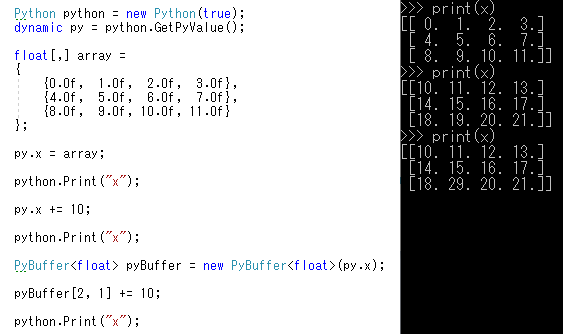 Python python = new Python(true);
dynamic py = python.GetPyValue();
float[,] array =
{
{0.0f, 1.0f, 2.0f, 3.0f},
{4.0f, 5.0f, 6.0f, 7.0f},
{8.0f, 9.0f, 10.0f, 11.0f}
};
py.x = array;
python.Print("x");
py.x += 10;
python.Print("x");
PyBuffer<float> pyBuffer = new PyBuffer<float>(py.x);
pyBuffer[2, 1] += 10;
python.Print("x");
>>> print(x)
[[ 0. 1. 2. 3.]
[ 4. 5. 6. 7.]
[ 8. 9. 10. 11.]]
>>> print(x)
[[10. 11. 12. 13.]
[14. 15. 16. 17.]
[18. 19. 20. 21.]]
>>> print(x)
[[10. 11. 12. 13.]
[14. 15. 16. 17.]
[18. 29. 20. 21.]]